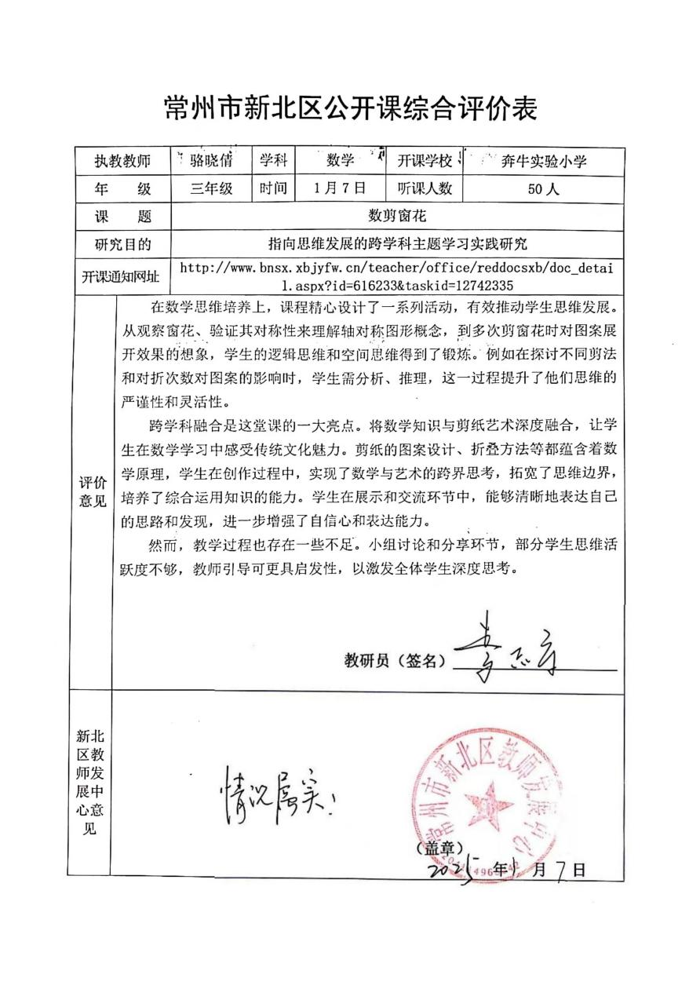 常州市新北区公开课综合评价表
执教教师 骆晓倩 学科 数学 开课学校 奔牛实验小学
年 级 三年级 时间 1月7日 听课人数 50人
课 题 数剪窗花
研究目的 指向思维发展的跨学科主题学习实践研究
开课通知网址 http://www.bnsx.xbjyfw.cn/teacher/office/reddocsxb/doc_detai
l.aspx?id=616233&taskid=12742335
评价
意见
在数学思维培养上，课程精心设计了一系列活动，有效推动学生思维发展。
从观察窗花、验证其对称性来理解轴对称图形概念，到多次剪窗花时对图案展
开效果的想象，学生的逻辑思维和空间思维得到了锻炼。例如在探讨不同剪法
和对折次数对图案的影响时，学生需分析、推理，这一过程提升了他们思维的
严谨性和灵活性。
跨学科融合是这堂课的一大亮点。将数学知识与剪纸艺术深度融合，让学
生在数学学习中感受传统文化魅力。剪纸的图案设计、折叠方法等都蕴含着数
学原理，学生在创作过程中，实现了数学与艺术的跨界思考，拓宽了思维边界，
培养了综合运用知识的能力。学生在展示和交流环节中，能够清晰地表达自己
的思路和发现，进一步增强了自信心和表达能力。
然而，教学过程也存在一些不足。小组讨论和分享环节，部分学生思维活
跃度不够，教师引导可更具启发性，以激发全体学生深度思考。
教研员（签名）
新北
区教
师发
展中
心意
见
情况属实！
常州市新北区教师发展中心
（盖章）
2025年1月7日